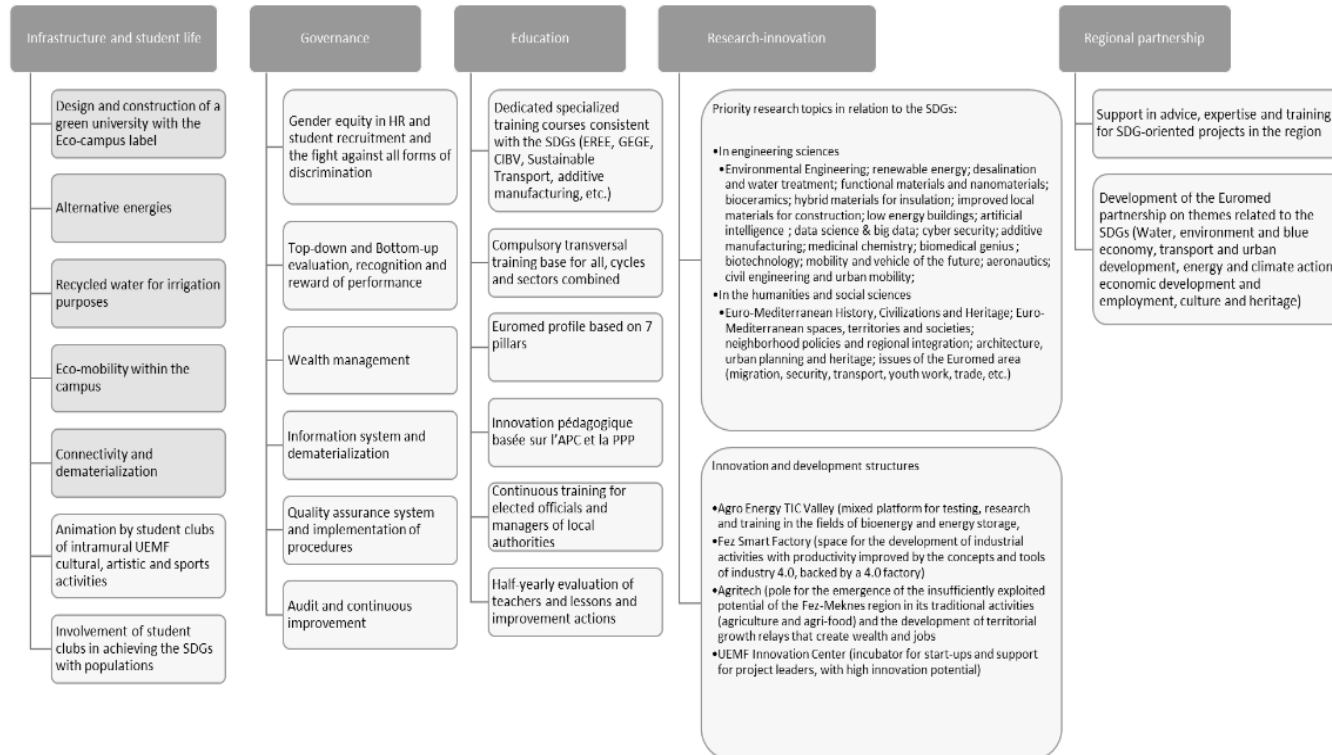 Infrastructure and student life
Design and construction of a
green university with the
Eco-campus label
Alternative energies
Recycled water for irrigation
purposes
Eco-mobility within the
campus
Connectivity and
dematerialization
Animation by student clubs
of intramural UEMF
cultural, artistic and sports
activities
Involvement of student
clubs in achieving the SDGs
with populations
Governance
Gender equity in HR and
student recruitment and
the fight against all forms of
discrimination
Top-down and Bottom-up
evaluation, recognition and
reward of performance
Wealth management
Information system and
dematerialization
Quality assurance system
and implementation of
procedures
Audit and continuous
improvement
Education
Dedicated specialized
training courses consistent
with the SDGs (EREE, GEGE,
CIBV, Sustainable
Transport, additive
manufacturing, etc.)
Compulsory transversal
training base for all, cycles
and sectors combined
Euromed profile based on 7
pillars
Innovation pédagogique
basée sur l'APC et la PPP
Continuous training for
elected officials and
managers of local
authorities
Half-yearly evaluation of
teachers and lessons and
improvement actions
Research-innovation
Priority research topics in relation to the SDGs:
•In engineering sciences
•Environmental Engineering; renewable energy; desalination
and water treatment; functional materials and nanomaterials;
bioceramics; hybrid materials for insulation; improved local
materials for construction; low energy buildings; artificial
intelligence ; data science & big data; cyber security; additive
manufacturing; medicinal chemistry; biomedical genius ;
biotechnology; mobility and vehicle of the future; aeronautics;
civil engineering and urban mobility;
•In the humanities and social sciences
•Euro-Mediterranean History, Civilizations and Heritage; Euro-
Mediterranean spaces, territories and societies;
neighborhood policies and regional integration; architecture,
urban planning and heritage; issues of the Euromed area
(migration, security, transport, youth work, trade, etc.)
Innovation and development structures
•Agro Energy TIC Valley (mixed platform for testing, research
and training in the fields of bioenergy and energy storage,
•Fez Smart Factory (space for the development of industrial
activities with productivity improved by the concepts and tools
of industry 4.0, backed by a 4.0 factory)
•Agritech (pole for the emergence of the insufficiently exploited
potential of the Fez-Meknes region in its traditional activities
(agriculture and agri-food) and the development of territorial
growth relays that create wealth and jobs
•UEMF Innovation Center (incubator for start-ups and support
for project leaders, with high innovation potential)
Regional partnership
Support in advice, expertise and training
for SDG-oriented projects in the region
Development of the Euromed
partnership on themes related to the
SDGs (Water, environment and blue
economy, transport and urban
development, energy and climate action
economic development and
employment, culture and heritage)